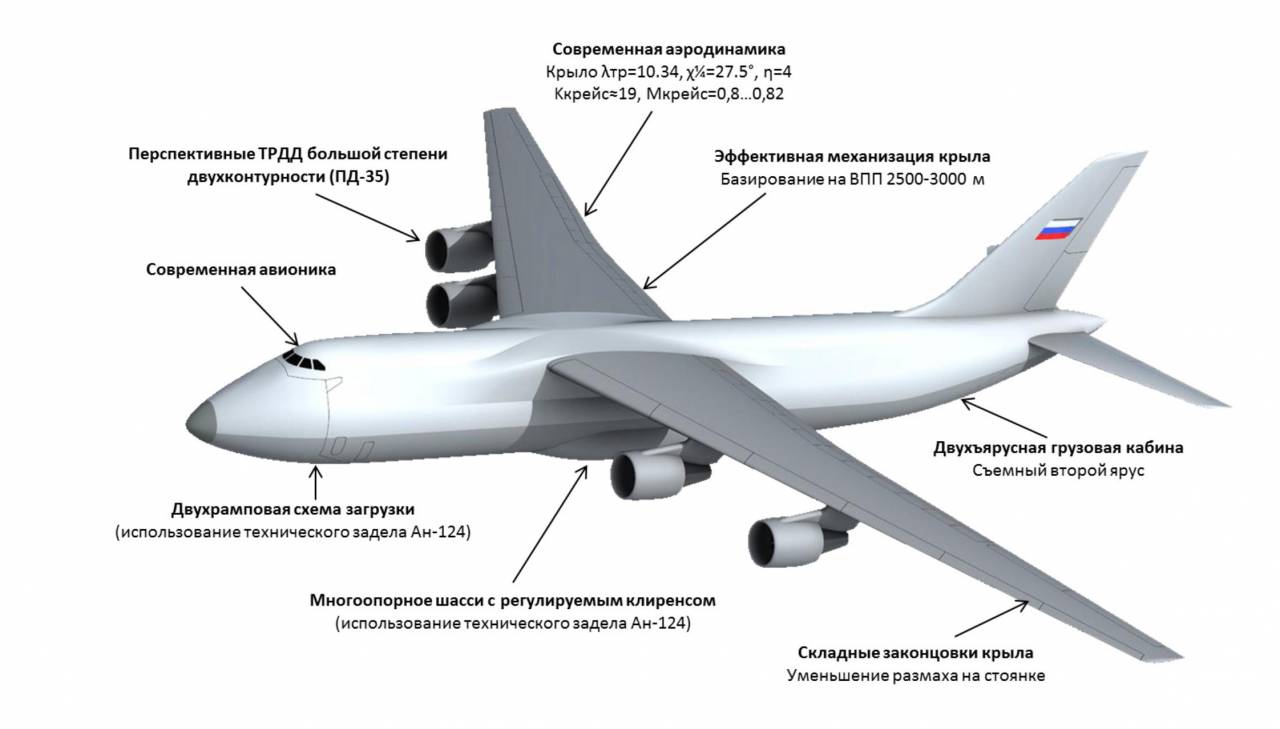 Современная аэродинамика
Крыло λтр=10.34, χ¼=27.5°, η=4
Ккрейс≈19, Мкрейс=0,8...0,82
Перспективные ТРДД большой степени
двухконтурности (ПД-35)
Эффективная механизация крыла
Базирование на ВПП 2500-3000 м
Современная авионика
Двухъярусная грузовая кабина
Съемный второй ярус
Двухрамповая схема загрузки
(использование технического задела Ан-124)
Многоопорное шасси с регулируемым клиренсом
(использование технического задела Ан-124)
Складные законцовки крыла
Уменьшение размаха на стоянке